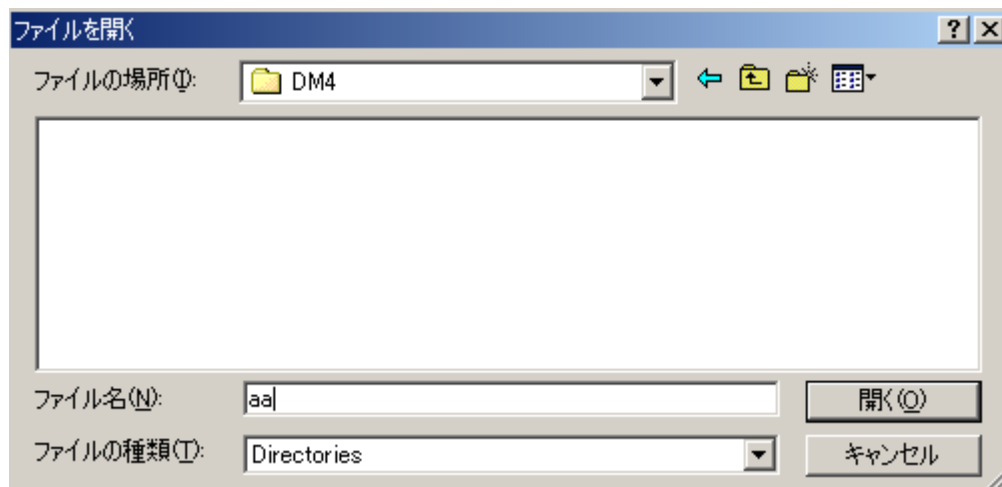 ファイルを開く
ファイルの場所(I): DM4
ファイル名(N): aa
開く(O)
ファイルの種類(T): Directories
キャンセル